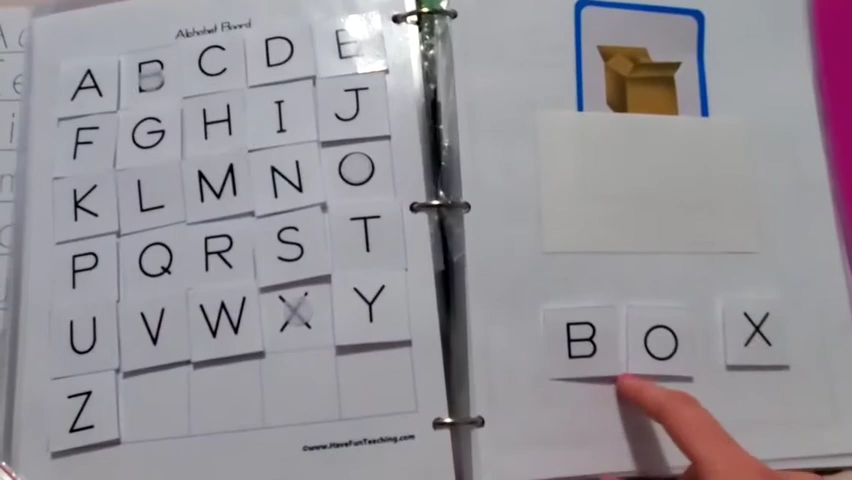 Alphabet Board
A B C D E
F G H I J
K L M N O
P Q R S T
U V W X Y
Z
©www.HaveFunTeaching.com
B O X